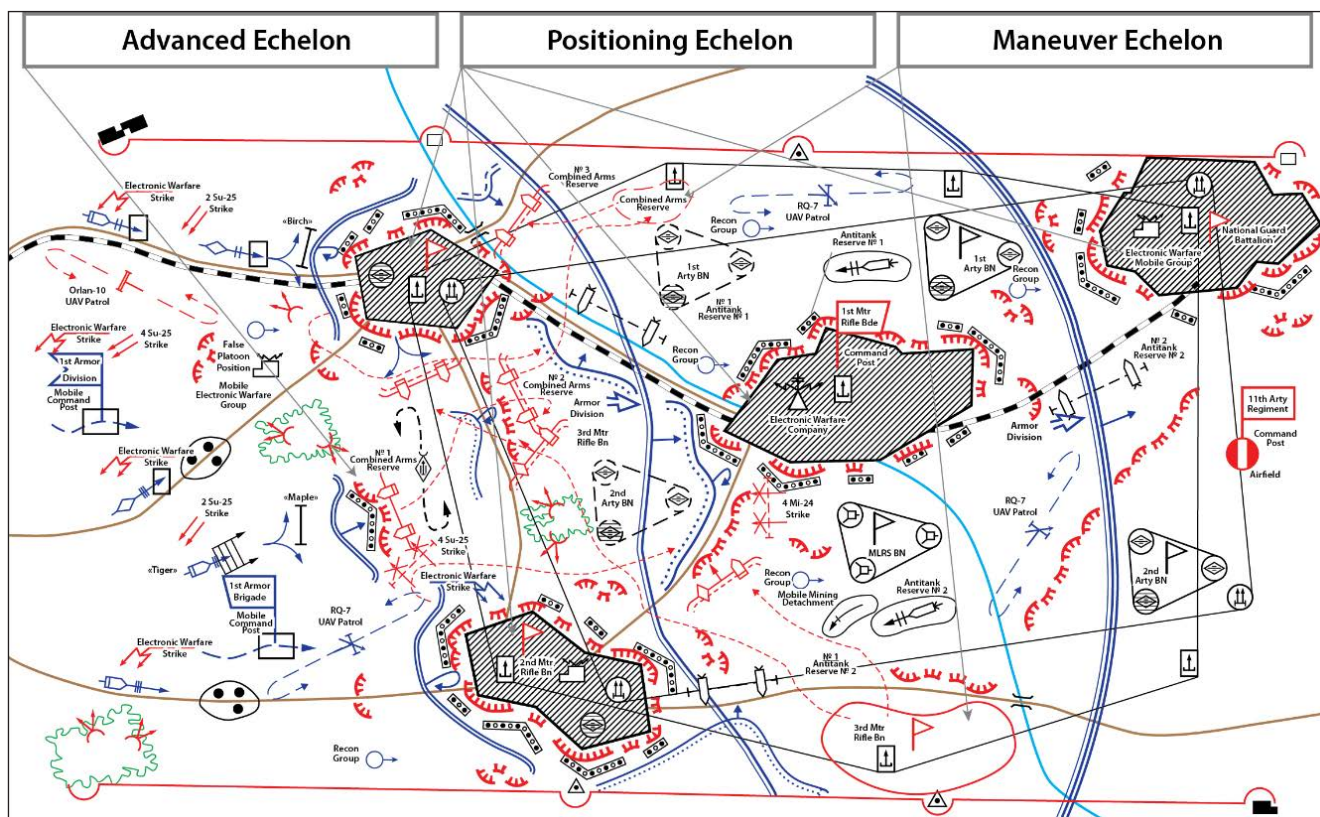 Advanced Echelon
Positioning Echelon
Maneuver Echelon
Electronic Warfare
Strike
2 Su-25
Strike
«Birch»
Nº 3
Combined Arms
Reserve
Combined Arms
Reserve
RQ-7
UAV Patrol
Recon
Group
Antitank
Reserve Nº 1
1st
Arty BN
Recon
Group
National Guard
Battalion
Electronic Warfare
Mobile Group
Orlan-10
UAV Patrol
1st
Arty BN
Nº 1
Antitank
Reserve Nº 1
Electronic Warfare
Strike
4 Su-25
Strike
1st Armor
Division
Mobile
Command
Post
False
Platoon
Position
Mobile
Electronic Warfare
Group
Recon
Group
1st Mtr
Rifle Bde
Command
Post
Electronic Warfare
Company
Nº 2
Antitank
Reserve Nº 2
Nº 2
Combined Arms
Reserve
Armor
Division
3rd Mtr
Rifle Bn
Armor
Division
11th Arty
Regiment
Command
Post
Airfield
Electronic Warfare
Strike
Nº 1
Combined Arms
Reserve
2nd
Arty BN
4 Mi-24
Strike
RQ-7
UAV Patrol
2 Su-25
Strike
«Maple»
4 Su-25
Strike
MLRS BN
2nd
Arty BN
«Tiger»
1st Armor
Brigade
Mobile
Command
Post
RQ-7
UAV Patrol
Electronic Warfare
Strike
Recon
Group
Mobile Mining
Detachment
Antitank
Reserve Nº 2
Electronic Warfare
Strike
2nd Mtr
Rifle Bn
Nº 1
Antitank
Reserve Nº 2
3rd Mtr
Rifle Bn
Recon
Group